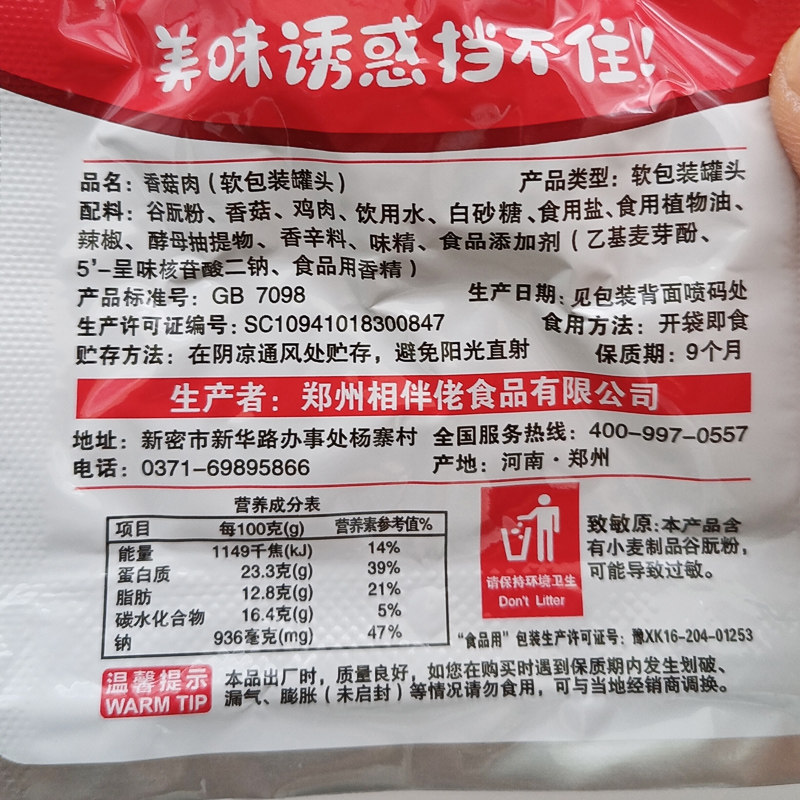 美味诱惑挡不住!
品名：香菇肉（软包装罐头） 产品类型：软包装罐头
配料：谷朊粉、香菇、鸡肉、饮用水、白砂糖、食用盐、食用植物油、
辣椒、酵母抽提物、香辛料、味精、食品添加剂（乙基麦芽酚、
5'-呈味核苷酸二钠、食品用香精）
产品标准号：GB 7098 生产日期：见包装背面喷码处
生产许可证编号：SC10941018300847 食用方法：开袋即食
贮存方法：在阴凉通风处贮存，避免阳光直射 保质期：9个月
生产者：郑州相伴佬食品有限公司
地址：新密市新华路办事处杨寨村 全国服务热线：400-997-0557
电话：0371-69895866 产地：河南·郑州
营养成分表
项目 每100克(g) 营养素参考值%
能量 1149千焦(kJ) 14%
蛋白质 23.3克(g) 39%
脂肪 12.8克(g) 21%
碳水化合物 16.4克(g) 5%
钠 936毫克(mg) 47%
请保持环境卫生
Don't Litter
致敏原：本产品含
有小麦制品谷朊粉，
可能导致过敏。
"食品用"包装生产许可证号：豫XK16-204-01253
温馨提示
WARM TIP
本品出厂时，质量良好，如您在购买时遇到保质期内发生划破、
漏气、膨胀（未启封）等情况请勿食用，可与当地经销商调换。